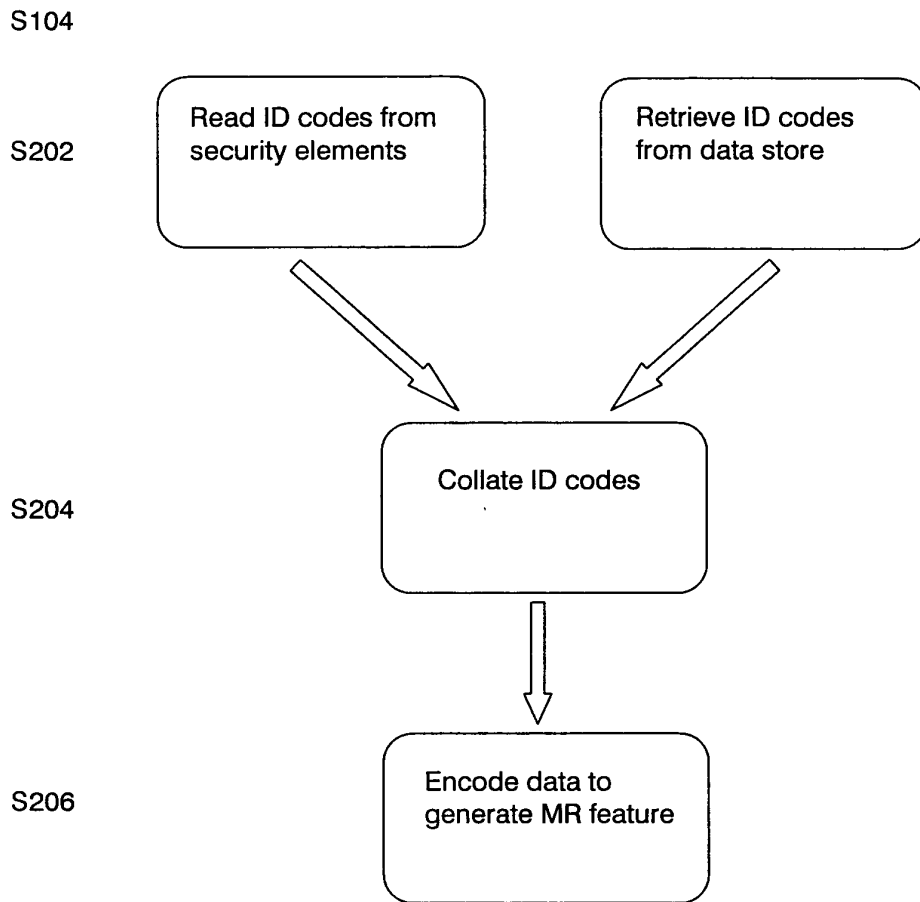 S104
Read ID codes from
security elements
Retrieve ID codes
from data store
S202
Collate ID codes
S204
Encode data to
generate MR feature
S206